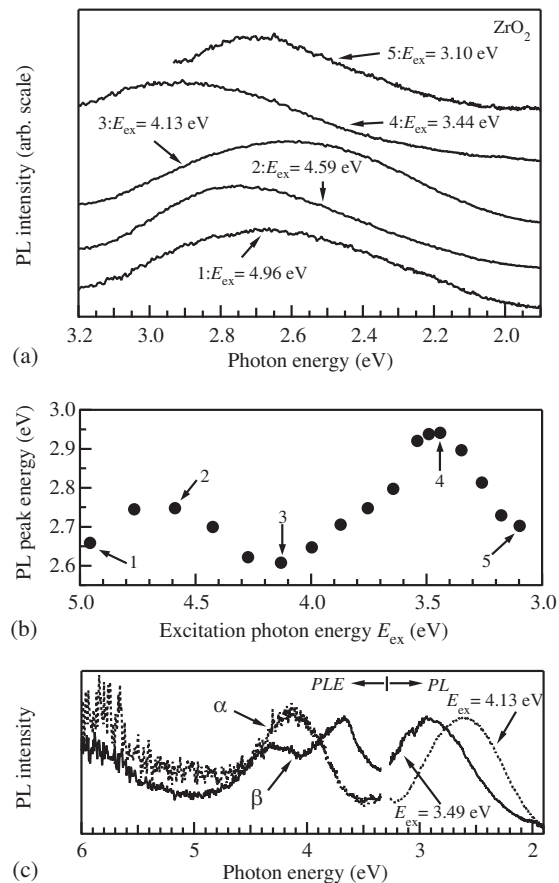 ZrO2
5:Eex= 3.10 eV
4:Eex= 3.44 eV
3:Eex= 4.13 eV
2:Eex= 4.59 eV
1:Eex= 4.96 eV
PL intensity (arb. scale)
3.2 3.0 2.8 2.6 2.4 2.2 2.0
Photon energy (eV)
(a)
PL peak energy (eV)
3.0
2.9
2.8
2.7
2.6
1
2
3
4
5
5.0 4.5 4.0 3.5 3.0
Excitation photon energy Eex (eV)
(b)
PL intensity
PLE PL
α
β
Eex= 4.13 eV
Eex= 3.49 eV
6 5 4 3 2
Photon energy (eV)
(c)